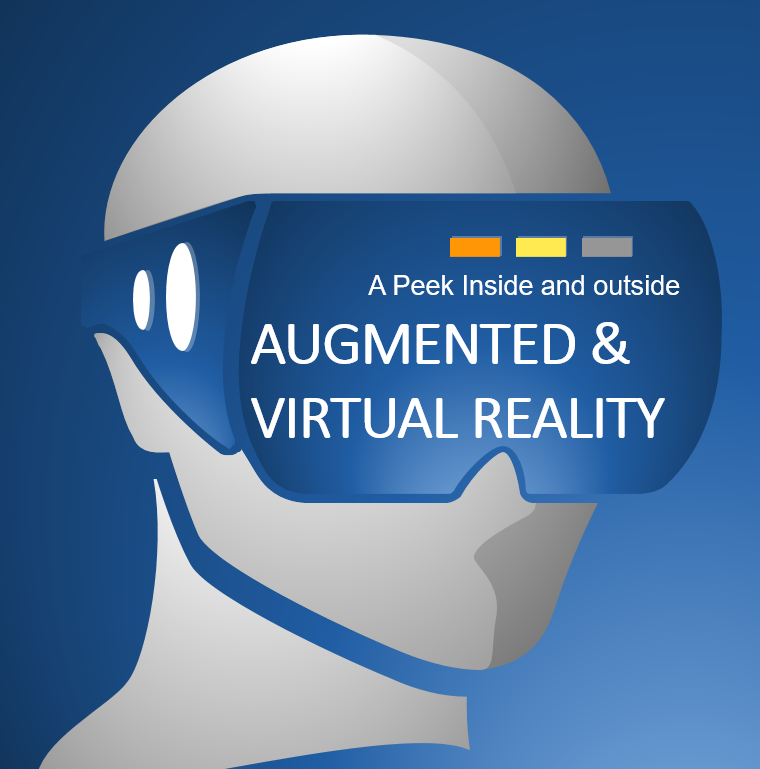 A Peek Inside and outside
AUGMENTED &
VIRTUAL REALITY